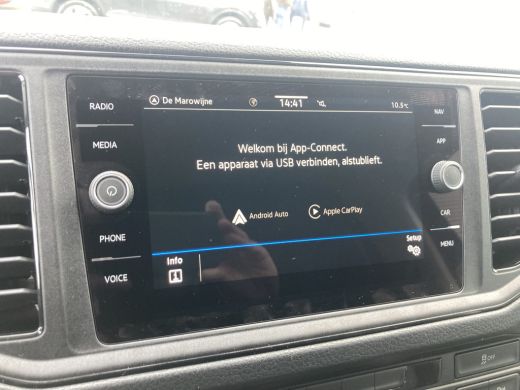 RADIO
MEDIA
PHONE
VOICE
De Marowijne
14:41
10.5°C
Welkom bij App-Connect.
Een apparaat via USB verbinden, alstublieft.
Android Auto
Apple CarPlay
Info
Setup
NAV
APP
CAR
MENU
OFF